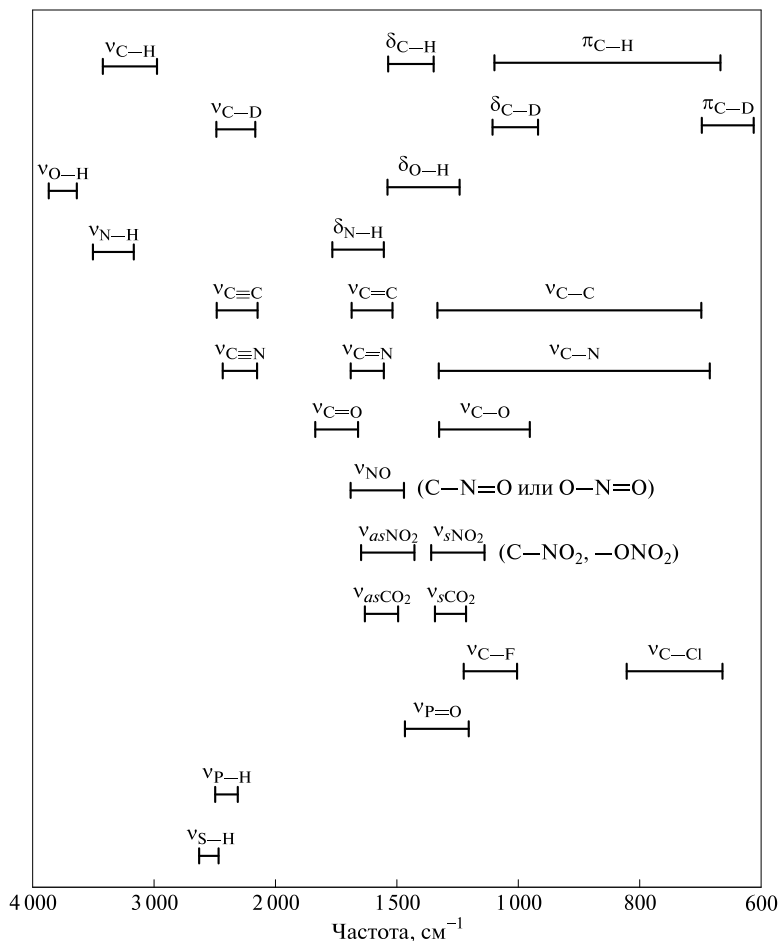 νC—H δC—H πC—H
νC—D δC—D πC—D
νO—H δO—H
νN—H δN—H
νC≡C νC=C νC—C
νC≡N νC=N νC—N
νC=O νC—O
νNO (C—N=O или O—N=O)
νasNO2 νsNO2 (C—NO2, —ONO2)
νasCO2 νsCO2
νC—F νC—Cl
νP=O
νP—H
νS—H
4 000 3 000 2 000 1 500 1 000 800 600
Частота, см−1